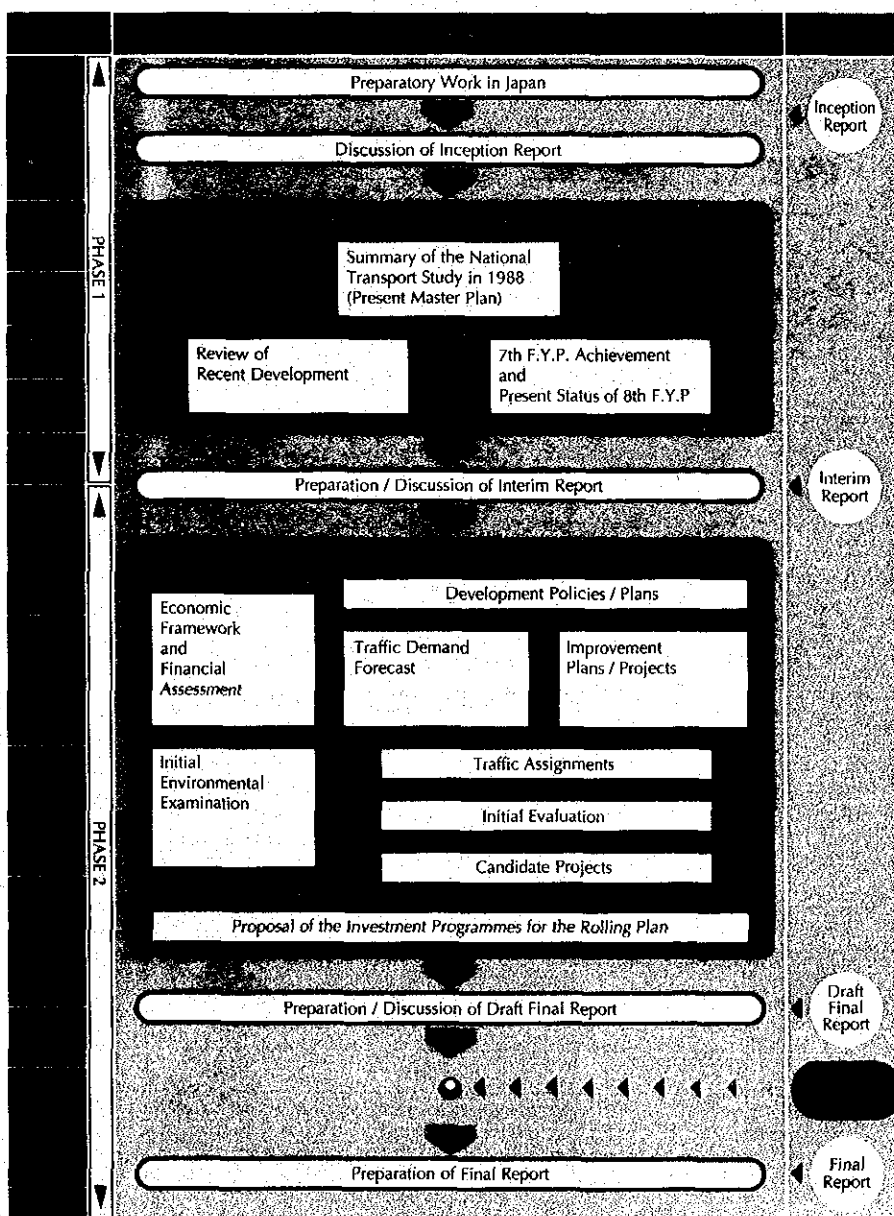 Preparatory Work in Japan
Inception
Report
Discussion of Inception Report
PHASE 1
Summary of the National
Transport Study in 1988
(Present Master Plan)
Review of
Recent Development
7th F.Y.P. Achievement
and
Present Status of 8th F.Y.P
Preparation / Discussion of Interim Report
Interim
Report
PHASE 2
Economic
Framework
and
Financial
Assessment
Development Policies / Plans
Traffic Demand
Forecast
Improvement
Plans / Projects
Initial
Environmental
Examination
Traffic Assignments
Initial Evaluation
Candidate Projects
Proposal of the Investment Programmes for the Rolling Plan
Preparation / Discussion of Draft Final Report
Draft
Final
Report
Preparation of Final Report
Final
Report